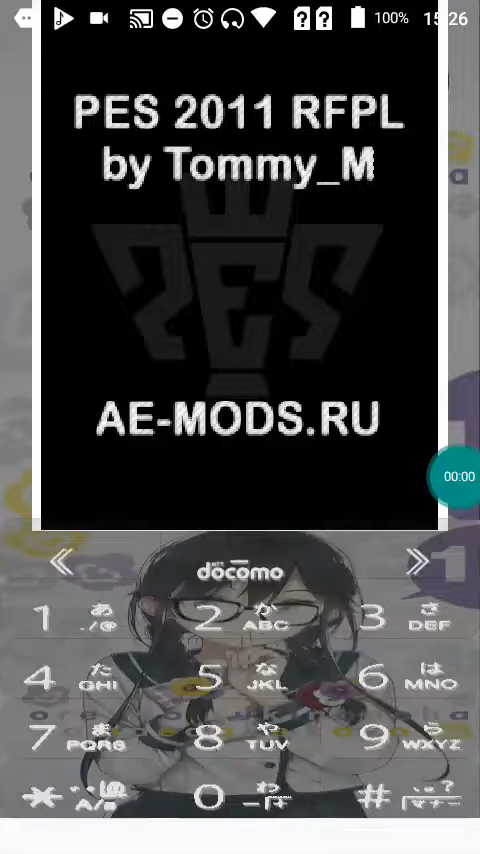 100% 15:26
PES 2011 RFPL
by Tommy_M
AE-MODS.RU
00:00
NTT
döcomo
1 あ ./@ 2 か ABC 3 さ DEF
4 た GHI 5 な JKL 6 は MNO
7 ま PQRS 8 や TUV 9 ら WXYZ
* A/a 0 わ #